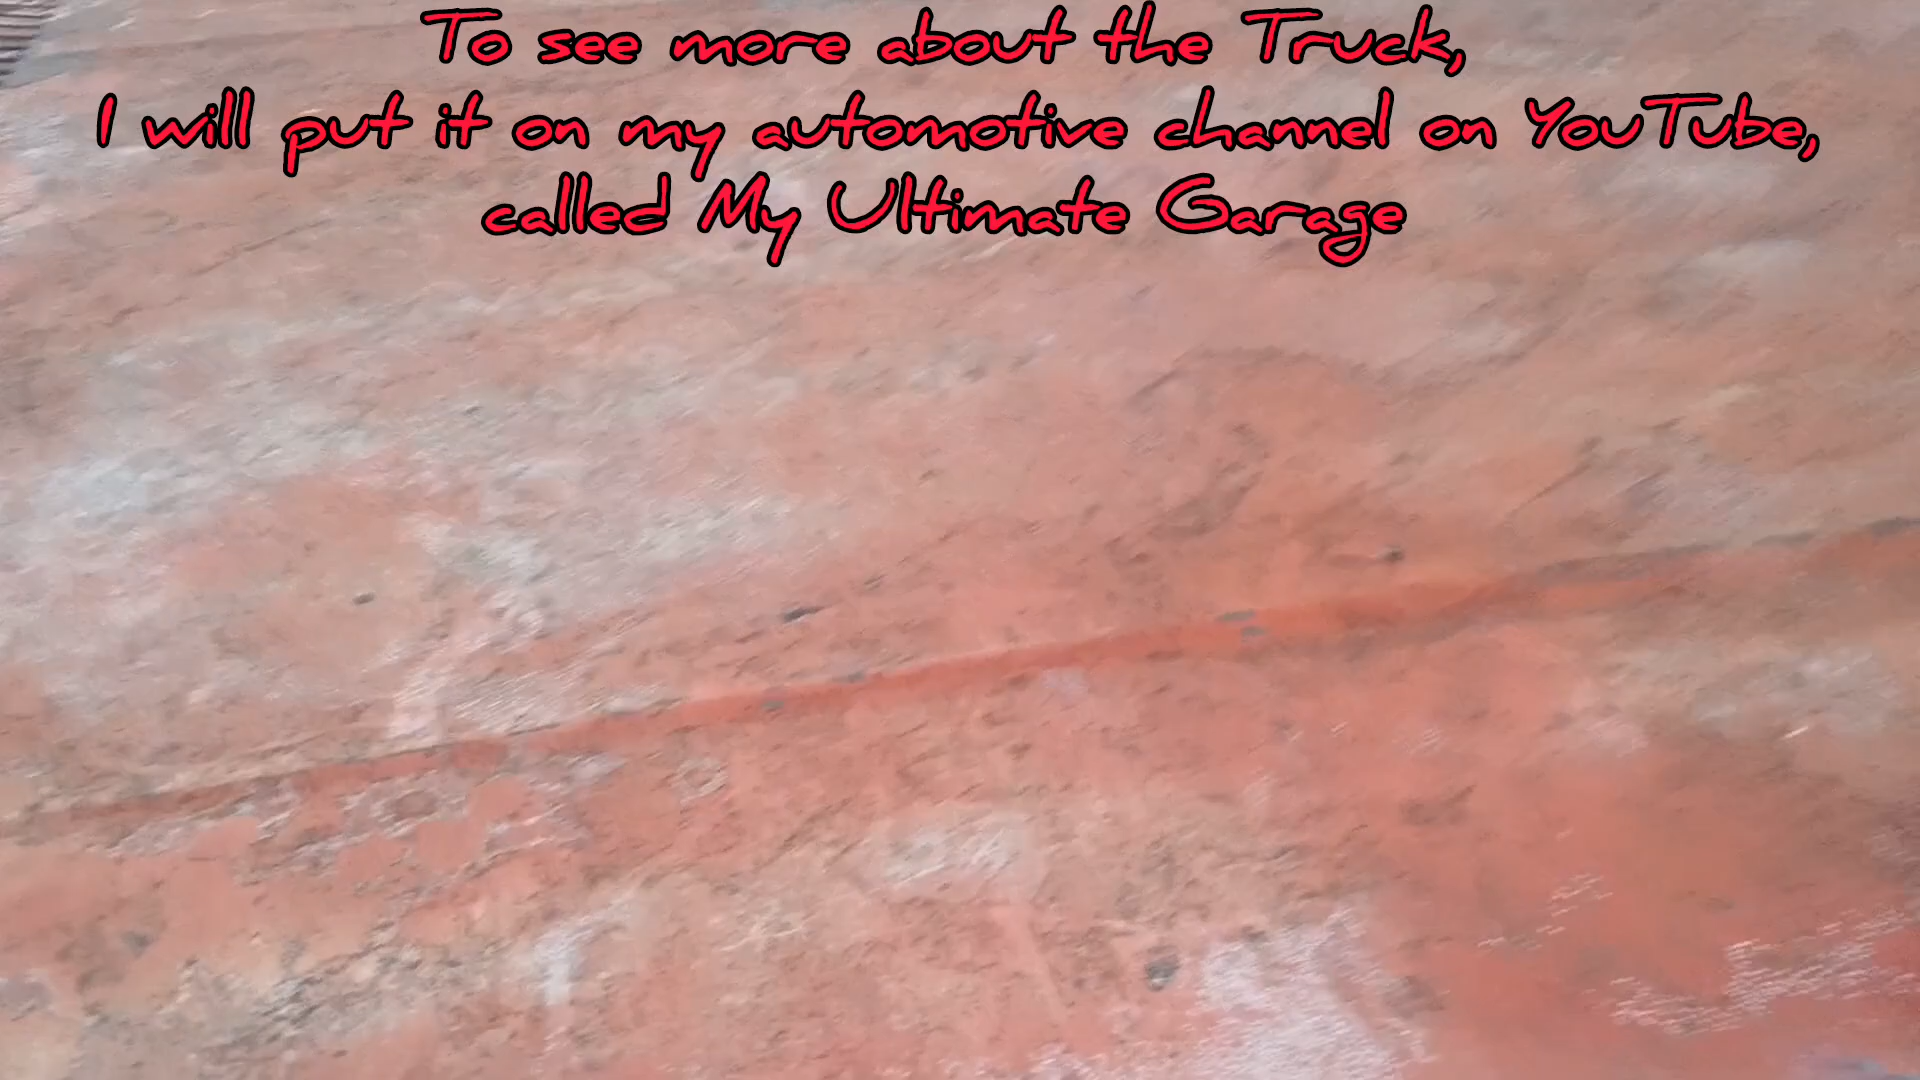 To see more about the Truck,
I will put it on my automotive channel on YouTube,
called My Ultimate Garage